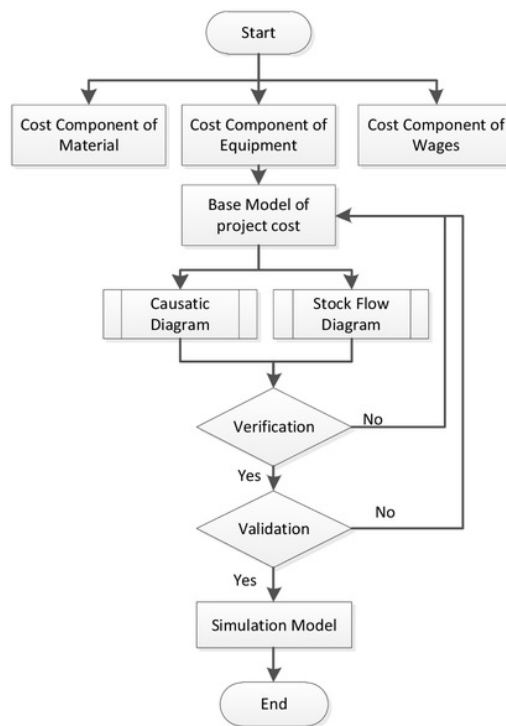 Start
Cost Component of
Material
Cost Component of
Equipment
Cost Component of
Wages
Base Model of
project cost
Causatic
Diagram
Stock Flow
Diagram
Verification
No
Yes
Validation
No
Yes
Simulation Model
End